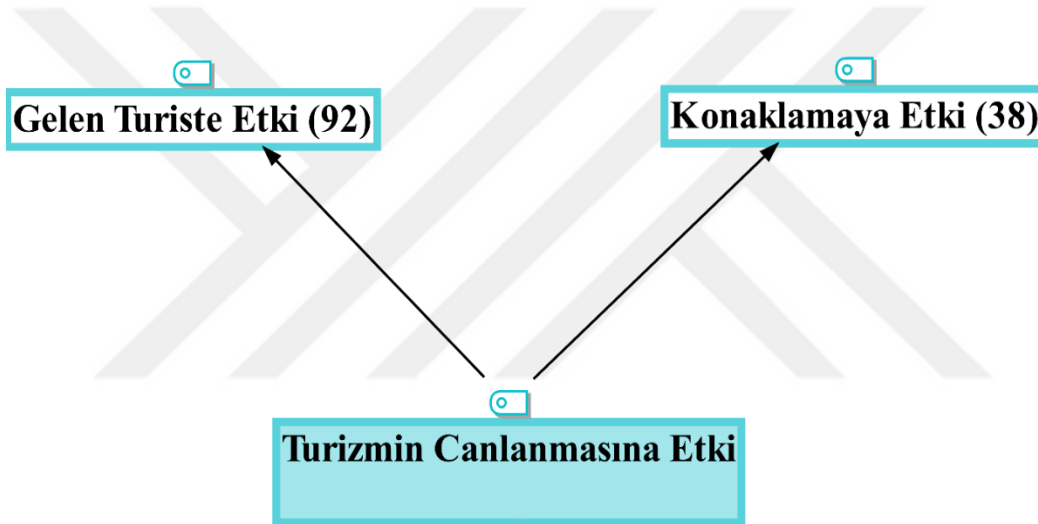 Gelen Turiste Etki (92)
Konaklamaya Etki (38)
Turizmin Canlanmasına Etki